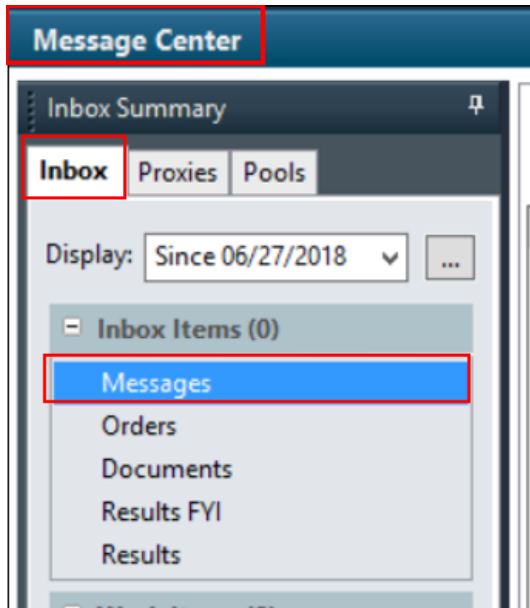 Message Center
Inbox Summary
Inbox Proxies Pools
Display: Since 06/27/2018 ...
Inbox Items (0)
Messages
Orders
Documents
Results FYI
Results